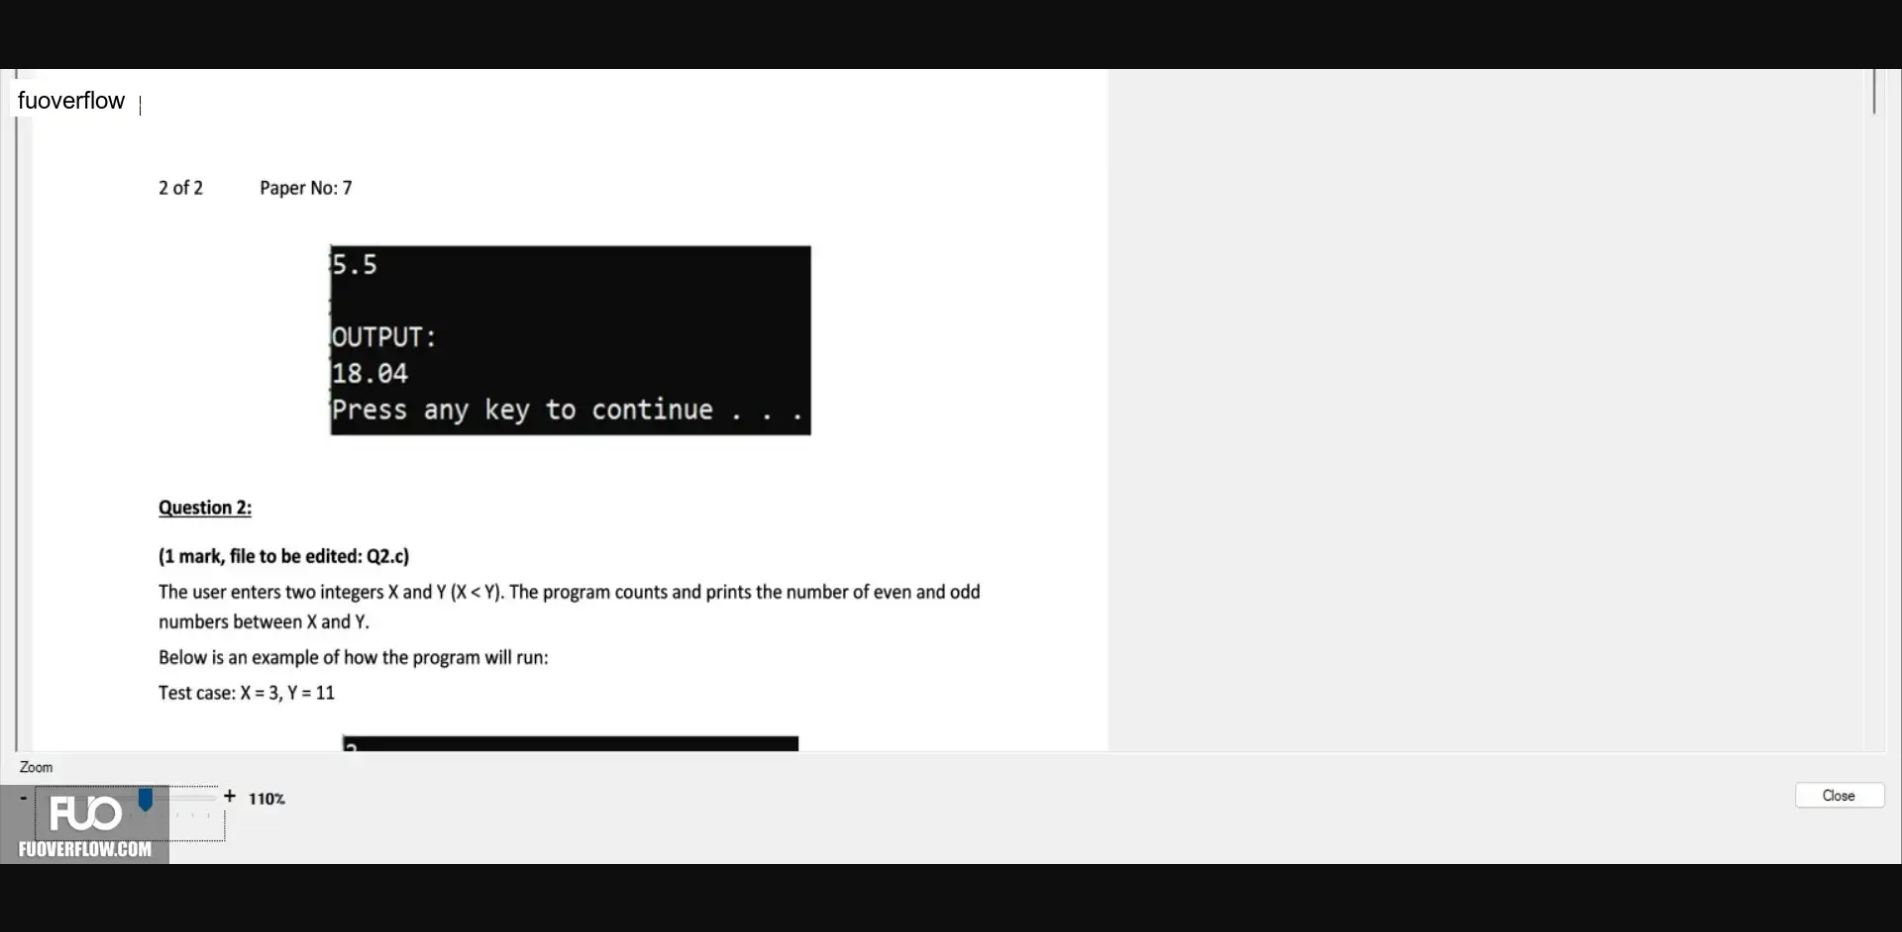 fuoverflow
2 of 2 Paper No: 7
5.5
OUTPUT:
18.04
Press any key to continue . . .
Question 2:
(1 mark, file to be edited: Q2.c)
The user enters two integers X and Y (X < Y). The program counts and prints the number of even and odd
numbers between X and Y.
Below is an example of how the program will run:
Test case: X = 3, Y = 11
Zoom
- + 110%
Close
FUO
FUOVERFLOW.COM